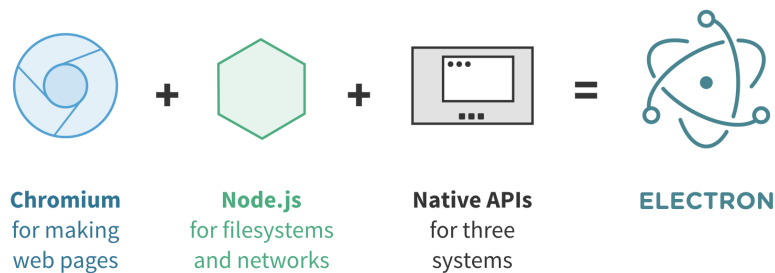 Chromium
for making
web pages
Node.js
for filesystems
and networks
Native APIs
for three
systems
ELECTRON